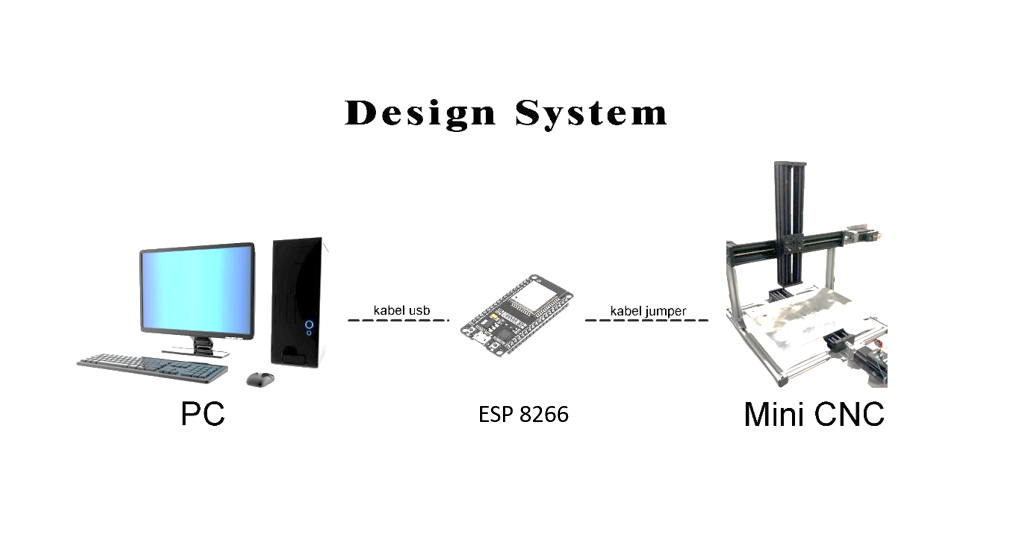 Design System
kabel usb
kabel jumper
PC
ESP 8266
Mini CNC